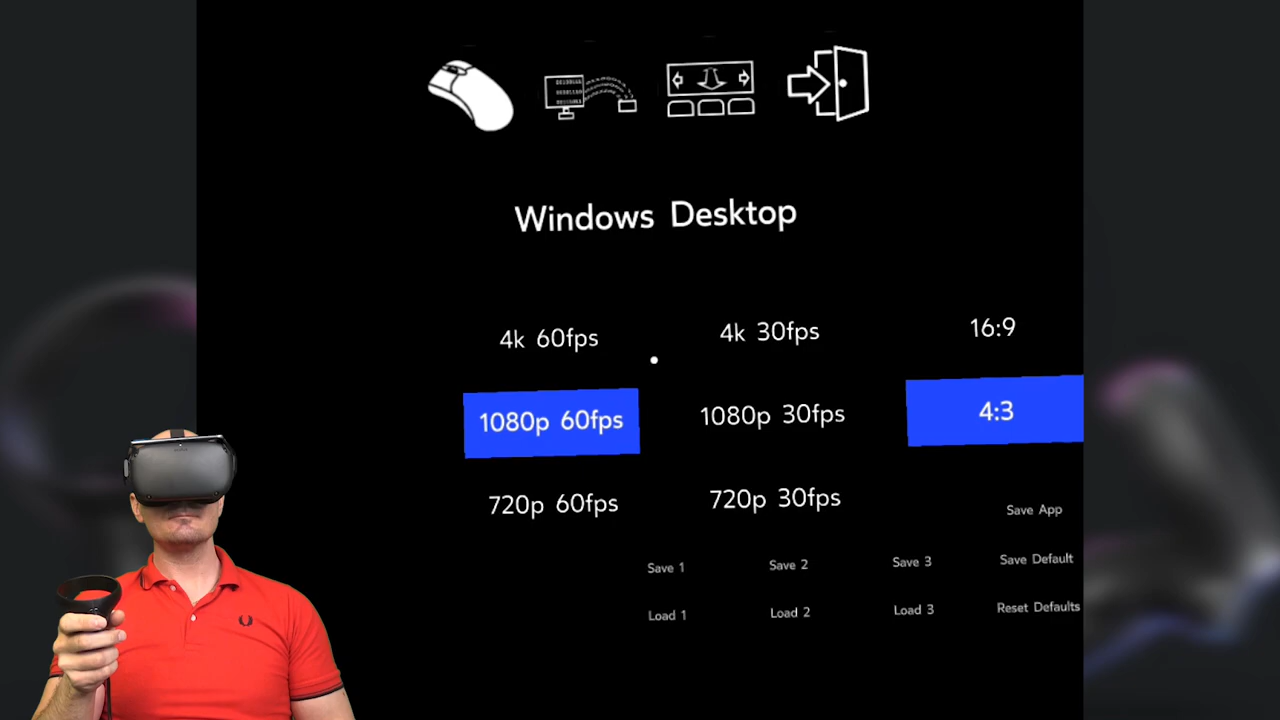 Windows Desktop
4k 60fps 4k 30fps 16:9
1080p 60fps 1080p 30fps 4:3
720p 60fps 720p 30fps
Save App
Save 1 Save 2 Save 3 Save Default
Load 1 Load 2 Load 3 Reset Defaults